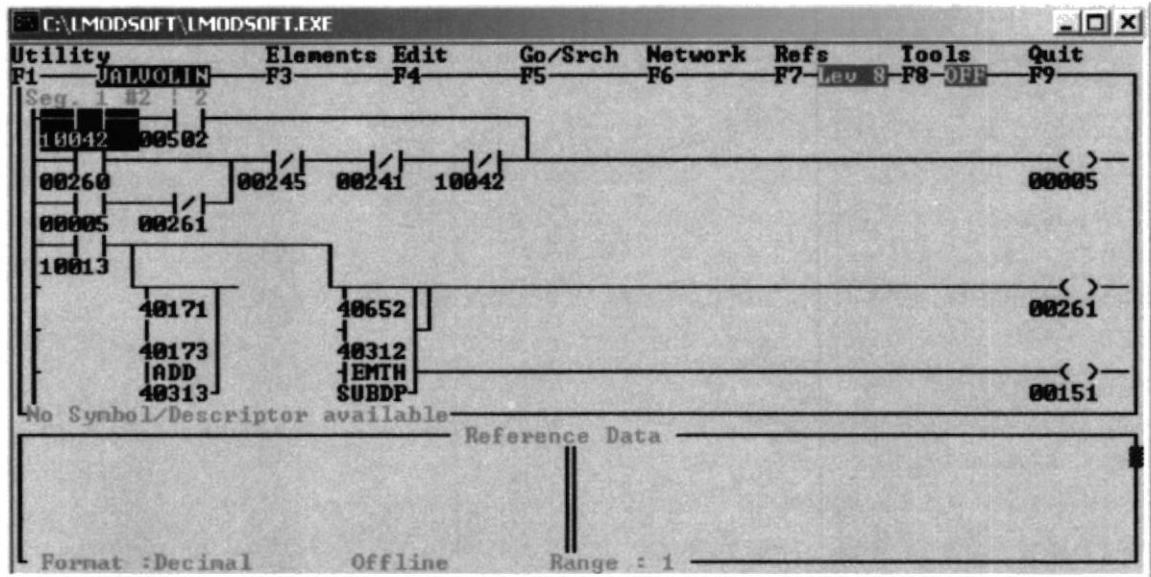 C:\LMODSOFT\LMODSOFT.EXE
Utility Elements Edit Go/Srch Network Refs Tools Quit
F1 VALVOLIN F3 F4 F5 F6 F7 Lev 8 F8 OFF F9
Seg. 1 #2 | 2
10042 00502
00260 00245 00241 10042 00005
00005 00261
10013
40171 40652 00261
40173 40312
ADD EMTH
40313 SUBDP 00151
No Symbol/Descriptor available
Reference Data
Format :Decimal Offline Range : 1